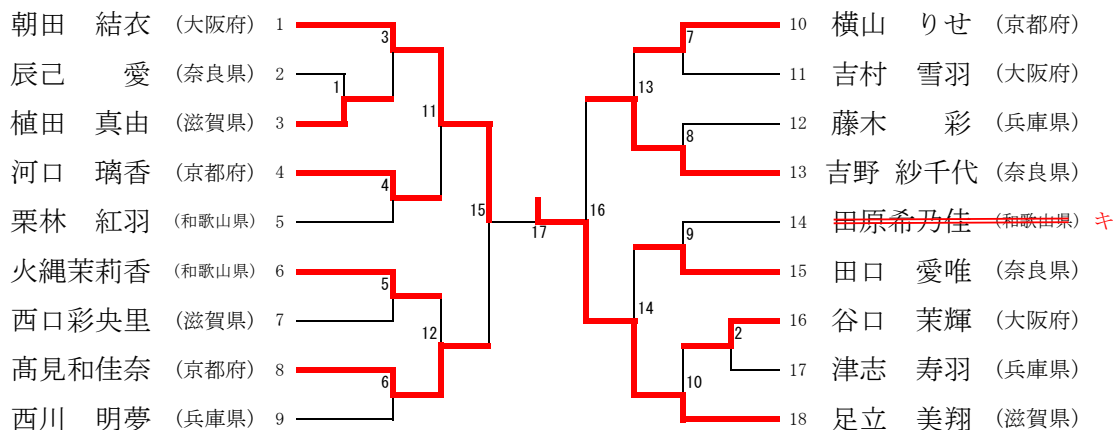 朝田 結衣 (大阪府) 1
辰己 愛 (奈良県) 2
植田 真由 (滋賀県) 3
河口 璃香 (京都府) 4
栗林 紅羽 (和歌山県) 5
火縄茉莉香 (和歌山県) 6
西口彩央里 (滋賀県) 7
髙見和佳奈 (京都府) 8
西川 明夢 (兵庫県) 9
3
1
11
4
15
5
12
6
17
16
7
13
8
9
14
2
10
10 横山 りせ (京都府)
11 吉村 雪羽 (大阪府)
12 藤木 彩 (兵庫県)
13 吉野 紗千代 (奈良県)
14 田原希乃佳 (和歌山県) キ
15 田口 愛唯 (奈良県)
16 谷口 茉輝 (大阪府)
17 津志 寿羽 (兵庫県)
18 足立 美翔 (滋賀県)